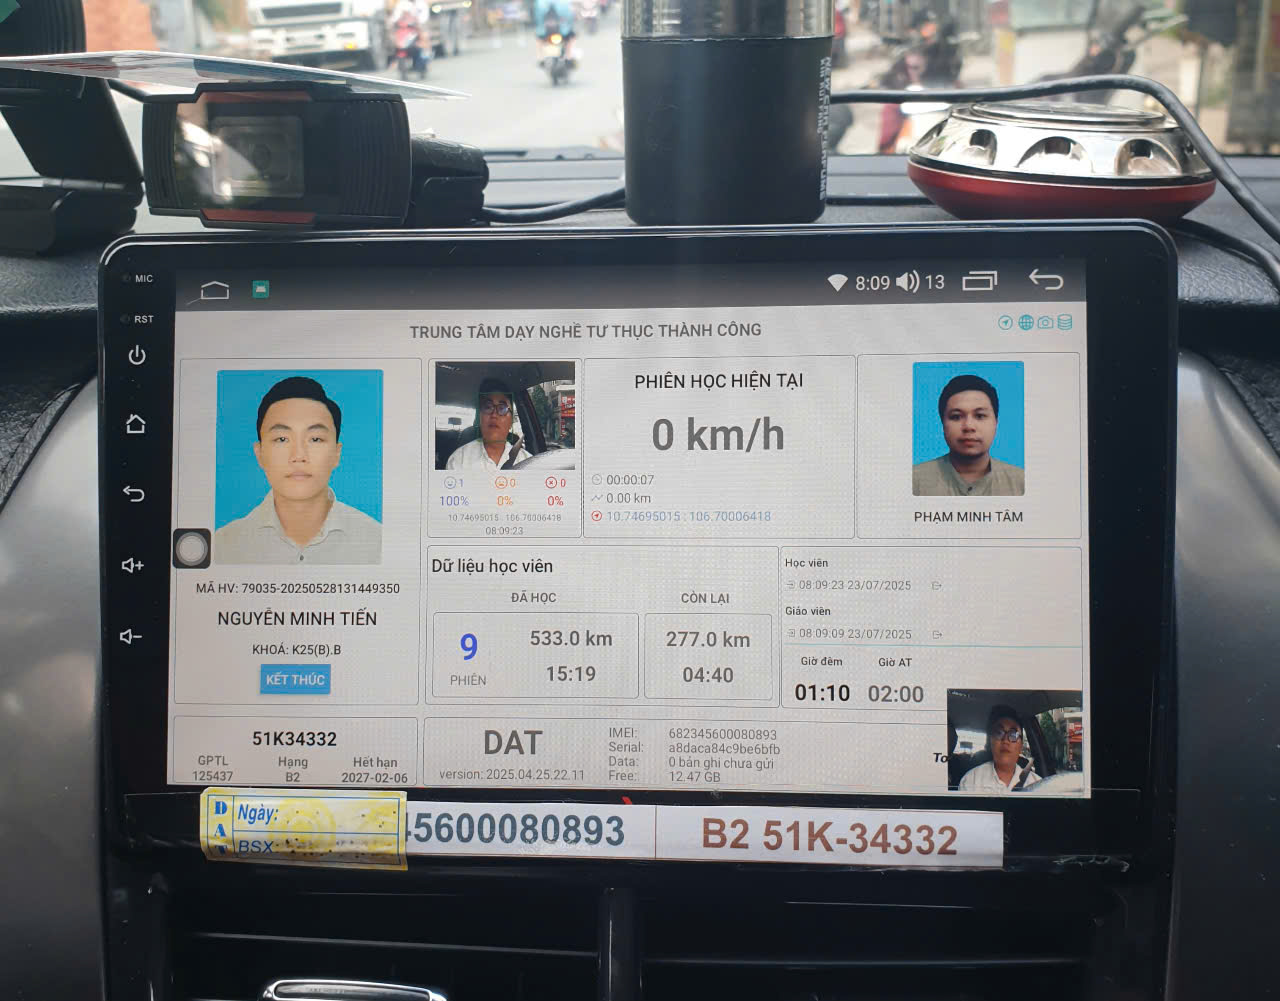 MIC
RST
8:09 13
TRUNG TÂM DẠY NGHỀ TƯ THỤC THÀNH CÔNG
MÃ HV: 79035-20250528131449350
NGUYỄN MINH TIẾN
KHOÁ: K25(B).B
KẾT THÚC
1 0 0
100% 0% 0%
10.74695015 : 106.70006418
08:09:23
PHIÊN HỌC HIỆN TẠI
0 km/h
00:00:07
0.00 km
10.74695015 : 106.70006418
PHẠM MINH TÂM
Dữ liệu học viên
ĐÃ HỌC
CÒN LẠI
9
PHIÊN
533.0 km
15:19
277.0 km
04:40
Học viên
08:09:23 23/07/2025
Giáo viên
08:09:09 23/07/2025
Giờ đêm Giờ AT
01:10 02:00
51K34332
GPTL Hạng Hết hạn
125437 B2 2027-02-06
DAT
version: 2025.04.25.22.11
IMEI: 682345600080893
Serial: a8daca84c9be6bfb
Data: 0 bản ghi chưa gửi
Free: 12.47 GB
DAT
Ngày:
BSX:
45600080893
B2 51K-34332